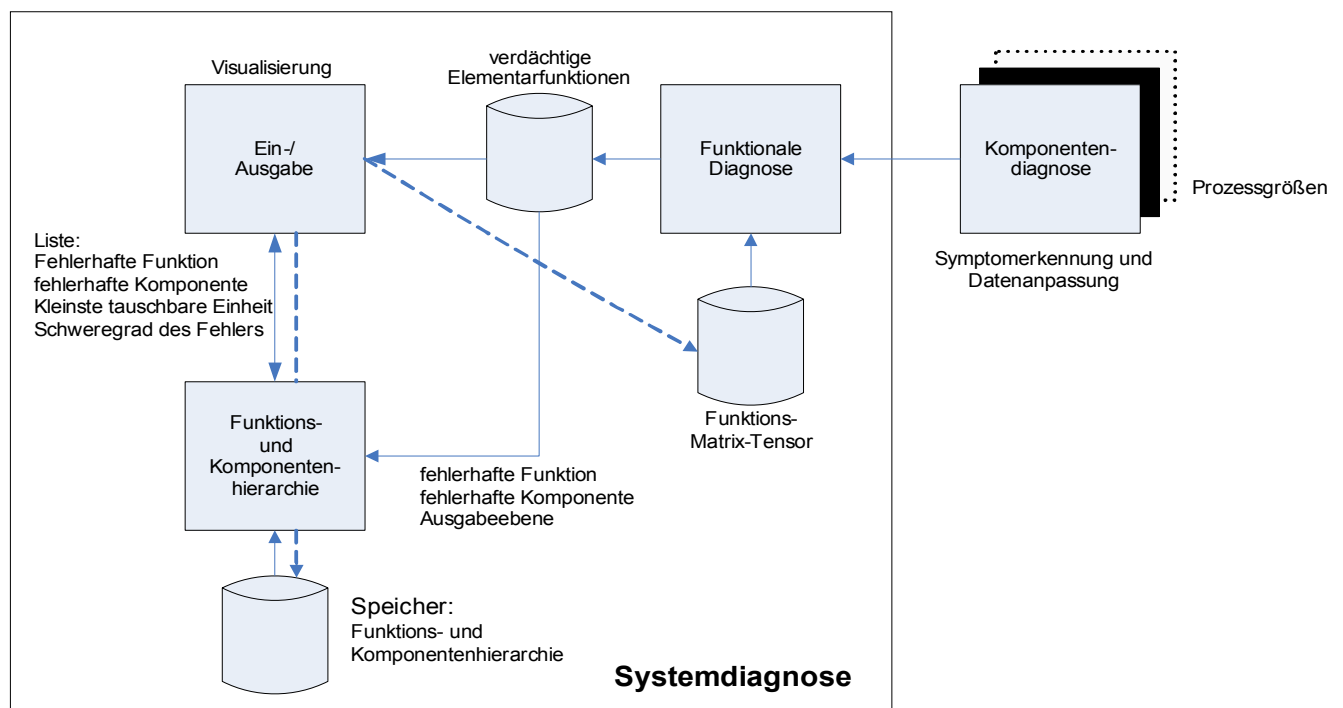 Visualisierung
verdächtige
Elementarfunktionen
Ein-/
Ausgabe
Funktionale
Diagnose
Komponenten-
diagnose
Prozessgrößen
Symptomerkennung und
Datenanpassung
Liste:
Fehlerhafte Funktion
fehlerhafte Komponente
Kleinste tauschbare Einheit
Schweregrad des Fehlers
Funktions-
Matrix-Tensor
Funktions-
und
Komponenten-
hierarchie
fehlerhafte Funktion
fehlerhafte Komponente
Ausgabeebene
Speicher:
Funktions- und
Komponentenhierarchie
Systemdiagnose